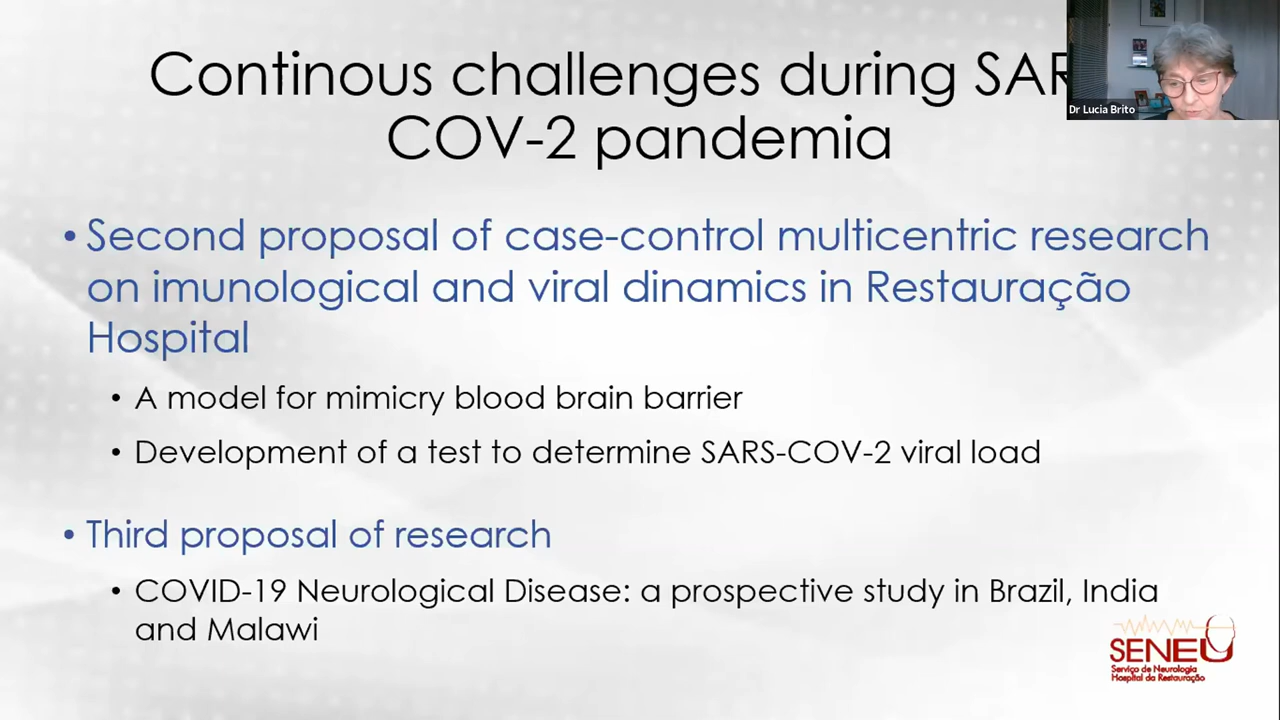 Continous challenges during SAR
COV-2 pandemia
Dr Lucia Brito
• Second proposal of case-control multicentric research
on imunological and viral dinamics in Restauração
Hospital
• A model for mimicry blood brain barrier
• Development of a test to determine SARS-COV-2 viral load
• Third proposal of research
• COVID-19 Neurological Disease: a prospective study in Brazil, India
and Malawi
SENEU
Serviço de Neurologia
Hospital da Restauração